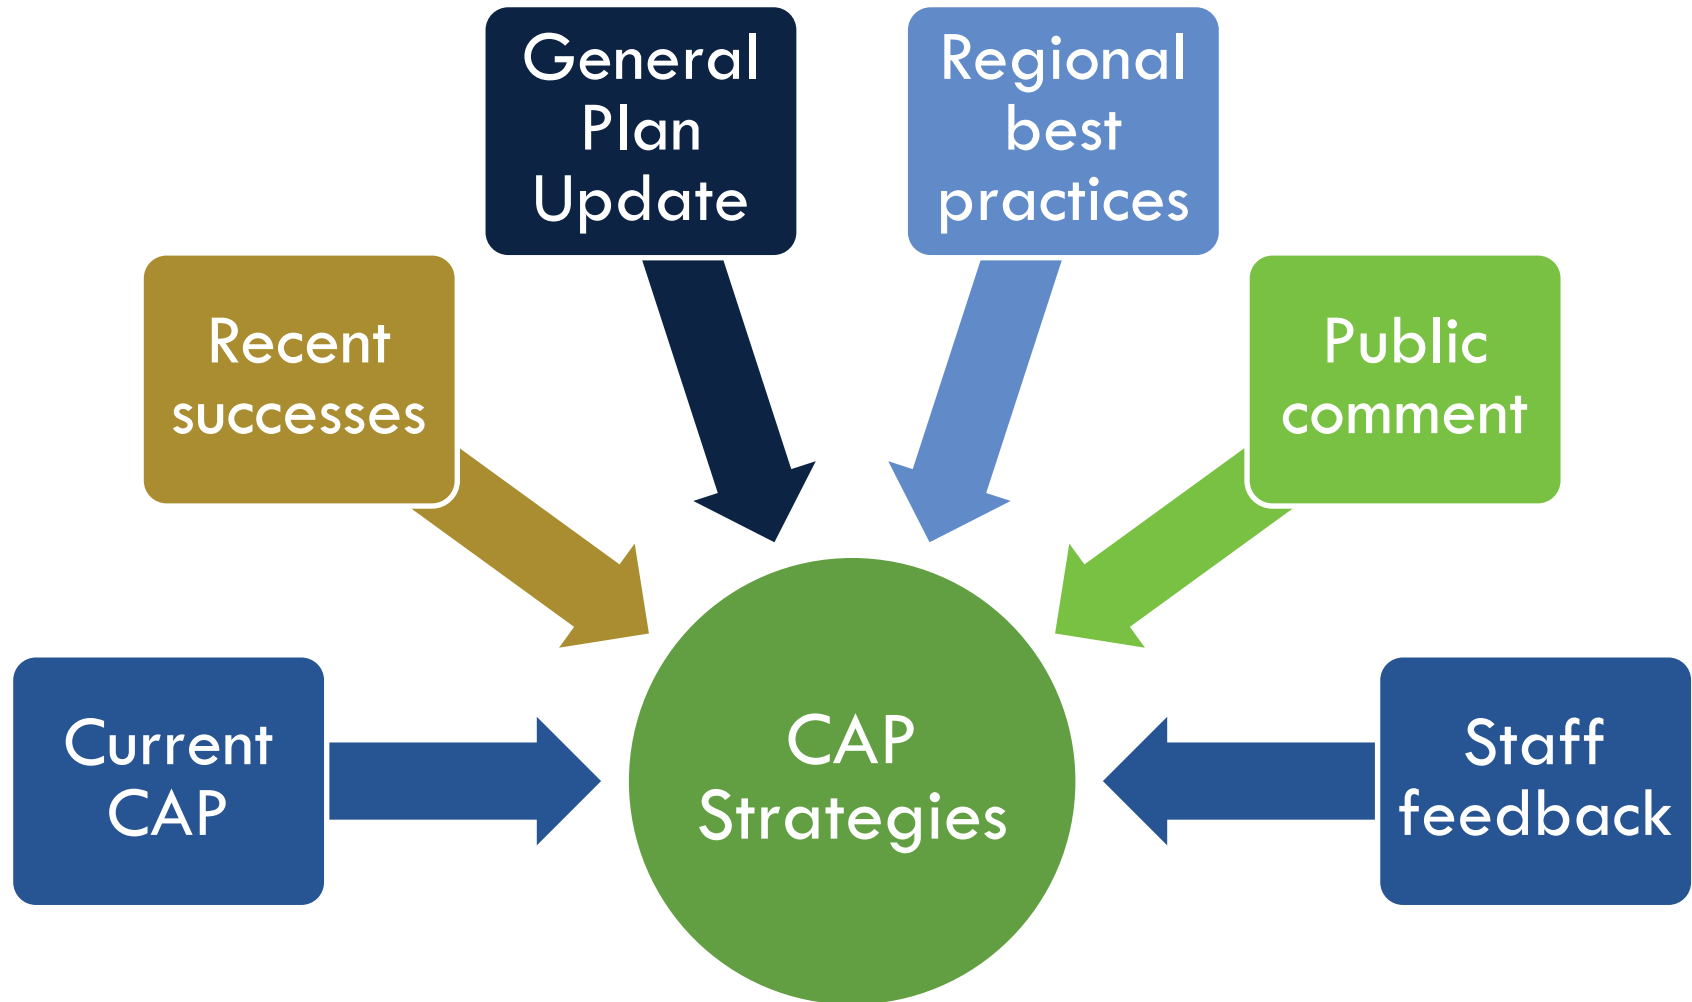 General
Plan
Update
Regional
best
practices
Recent
successes
Public
comment
Current
CAP
CAP
Strategies
Staff
feedback